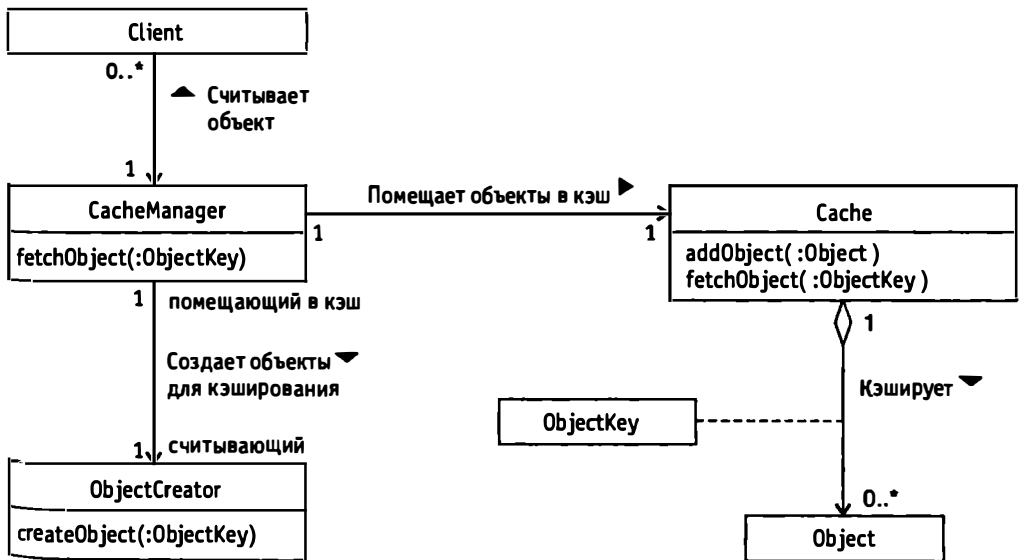 Client
0..*
Считывает
объект
1
CacheManager
fetchObject(:ObjectKey)
1
Помещает объекты в кэш
1
Cache
addObject( :Object )
fetchObject( :ObjectKey )
1
помещающий в кэш
Создает объекты
для кэширования
1
считывающий
ObjectCreator
createObject(:ObjectKey)
1
Кэширует
ObjectKey
0..*
Object